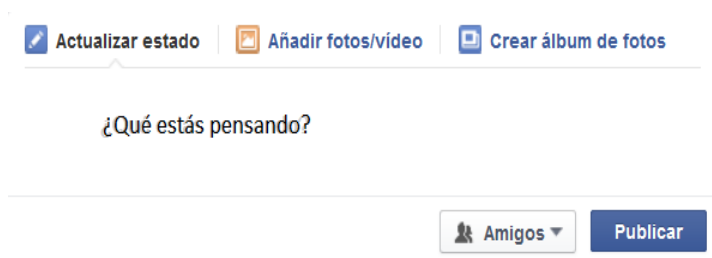 Actualizar estado Añadir fotos/vídeo Crear álbum de fotos
¿Qué estás pensando?
Amigos Publicar